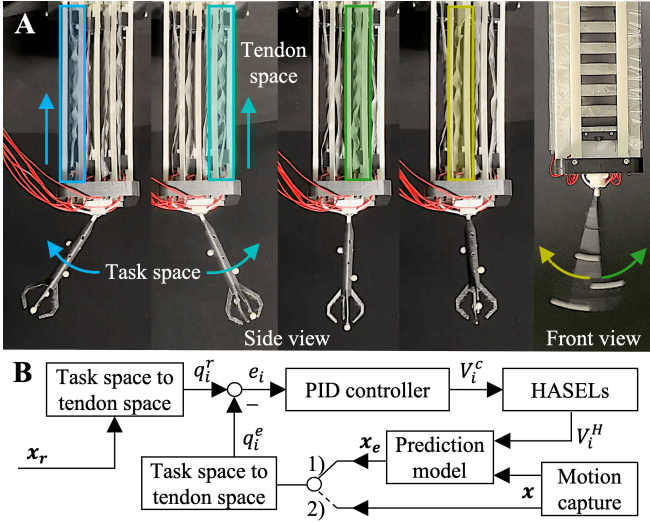 A
Tendon
space
Task space
Side view
Front view
B
Task space to
tendon space
q_i^r
e_i
PID controller
V_i^c
HASELs
−
q_i^e
V_i^H
x_r
Task space to
tendon space
1)
2)
x_e
Prediction
model
x
Motion
capture